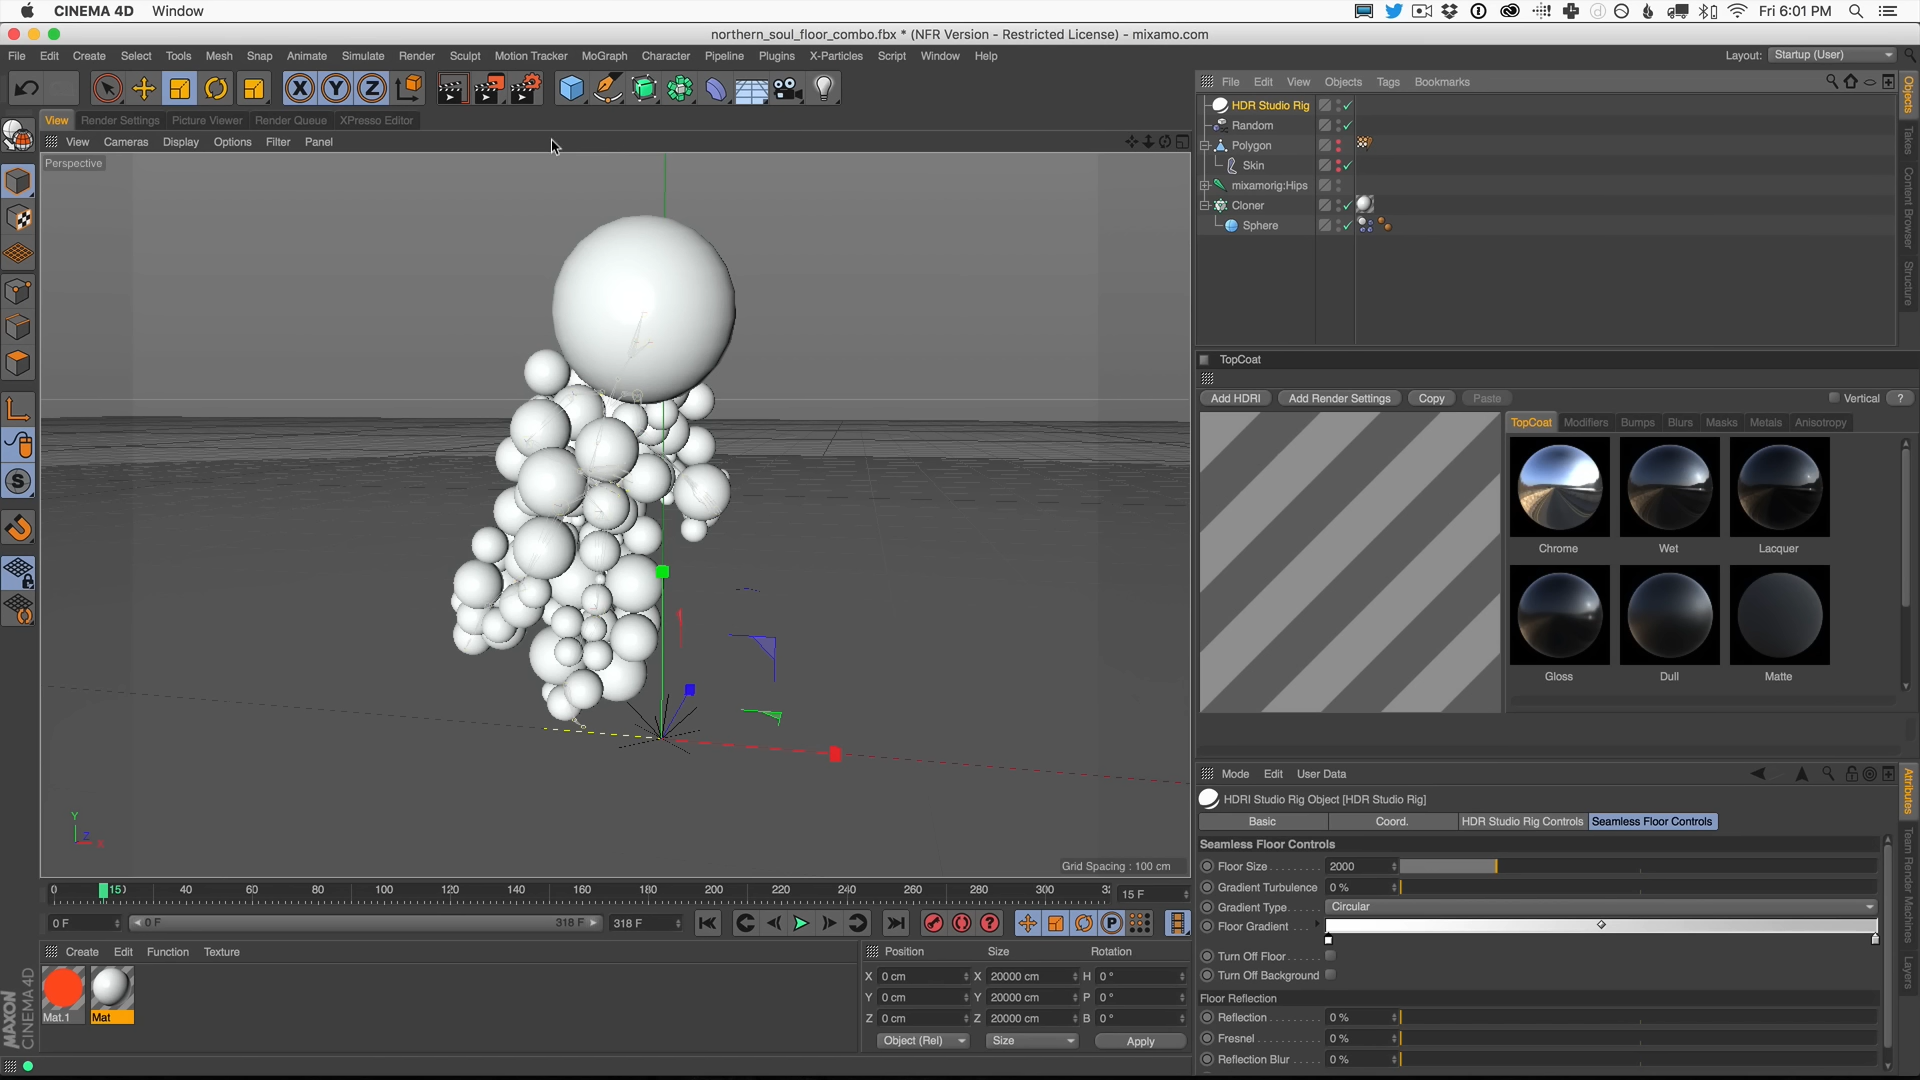 CINEMA 4D Window Fri 6:01 PM
northern_soul_floor_combo.fbx * (NFR Version - Restricted License) - mixamo.com
File Edit Create Select Tools Mesh Snap Animate Simulate Render Sculpt Motion Tracker MoGraph Character Pipeline Plugins X-Particles Script Window Help Layout: Startup (User)
X Y Z
File Edit View Objects Tags Bookmarks
View Render Settings Picture Viewer Render Queue XPresso Editor
View Cameras Display Options Filter Panel
Perspective
HDR Studio Rig
Random
Polygon
Skin
mixamorig:Hips
Cloner
Sphere
Objects
Takes
Content Browser
Structure
TopCoat
Add HDRI Add Render Settings Copy Paste Vertical ?
TopCoat Modifiers Bumps Blurs Masks Metals Anisotropy
Chrome Wet Lacquer
Gloss Dull Matte
Y
Z
X
Grid Spacing : 100 cm
0 15 40 60 80 100 120 140 160 180 200 220 240 260 280 300 15 F
0 F 0 F 318 F 318 F P
Create Edit Function Texture
Mat.1 Mat
Position Size Rotation
X 0 cm X 20000 cm H 0 °
Y 0 cm Y 20000 cm P 0 °
Z 0 cm Z 20000 cm B 0 °
Object (Rel) Size Apply
MAXON
CINEMA 4D
Mode Edit User Data
HDRI Studio Rig Object [HDR Studio Rig]
Basic Coord. HDR Studio Rig Controls Seamless Floor Controls
Seamless Floor Controls
Floor Size 2000
Gradient Turbulence 0 %
Gradient Type Circular
Floor Gradient
Turn Off Floor
Turn Off Background
Floor Reflection
Reflection 0 %
Fresnel 0 %
Reflection Blur 0 %
Attributes
Team Render Machines
Layers